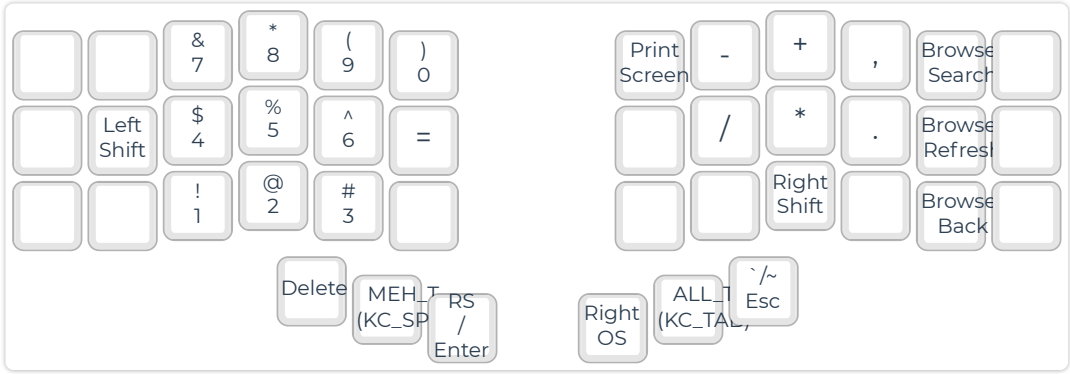 &
7
*
8
(
9
)
0
Print
Screen
-
+
,
Browse
Search
Left
Shift
$
4
%
5
^
6
=
/
*
.
Browse
Refresh
!
1
@
2
#
3
Right
Shift
Browse
Back
Delete
MEH_T
(KC_SP
RS
/
Enter
Right
OS
ALL_T
(KC_TAB)
`/~
Esc